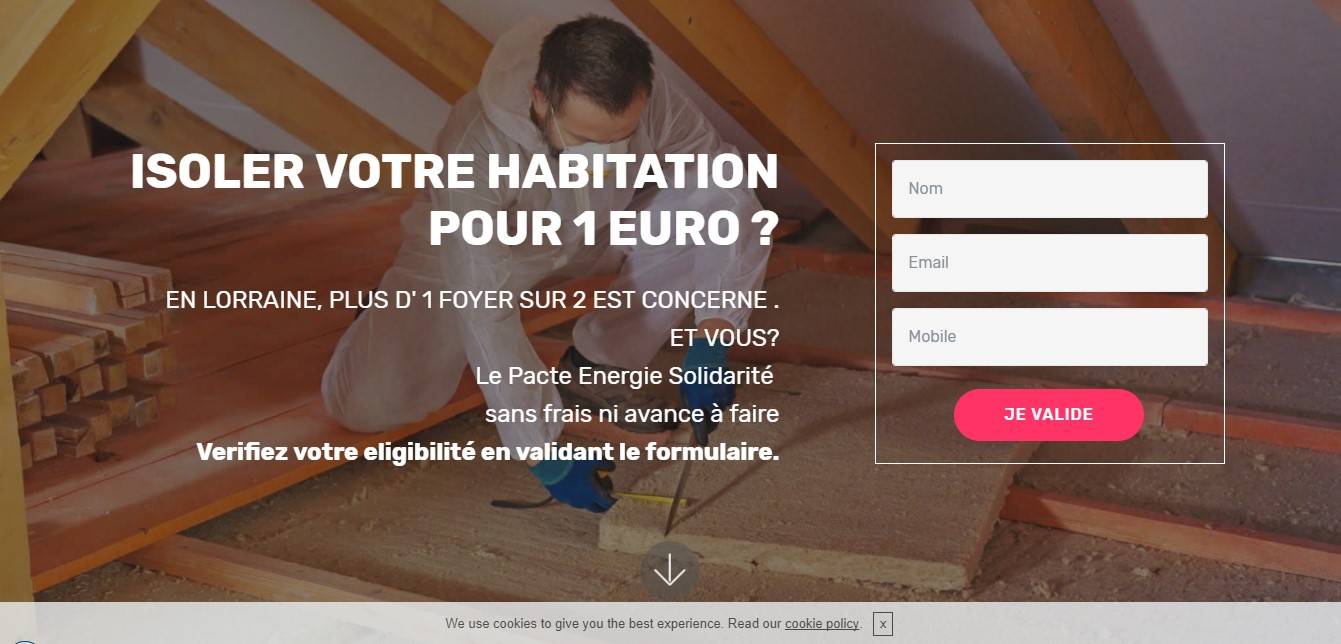 ISOLER VOTRE HABITATION
POUR 1 EURO ?
EN LORRAINE, PLUS D' 1 FOYER SUR 2 EST CONCERNE .
ET VOUS?
Le Pacte Energie Solidarité
sans frais ni avance à faire
Verifiez votre eligibilité en validant le formulaire.
Nom
Email
Mobile
JE VALIDE
We use cookies to give you the best experience. Read our cookie policy. x